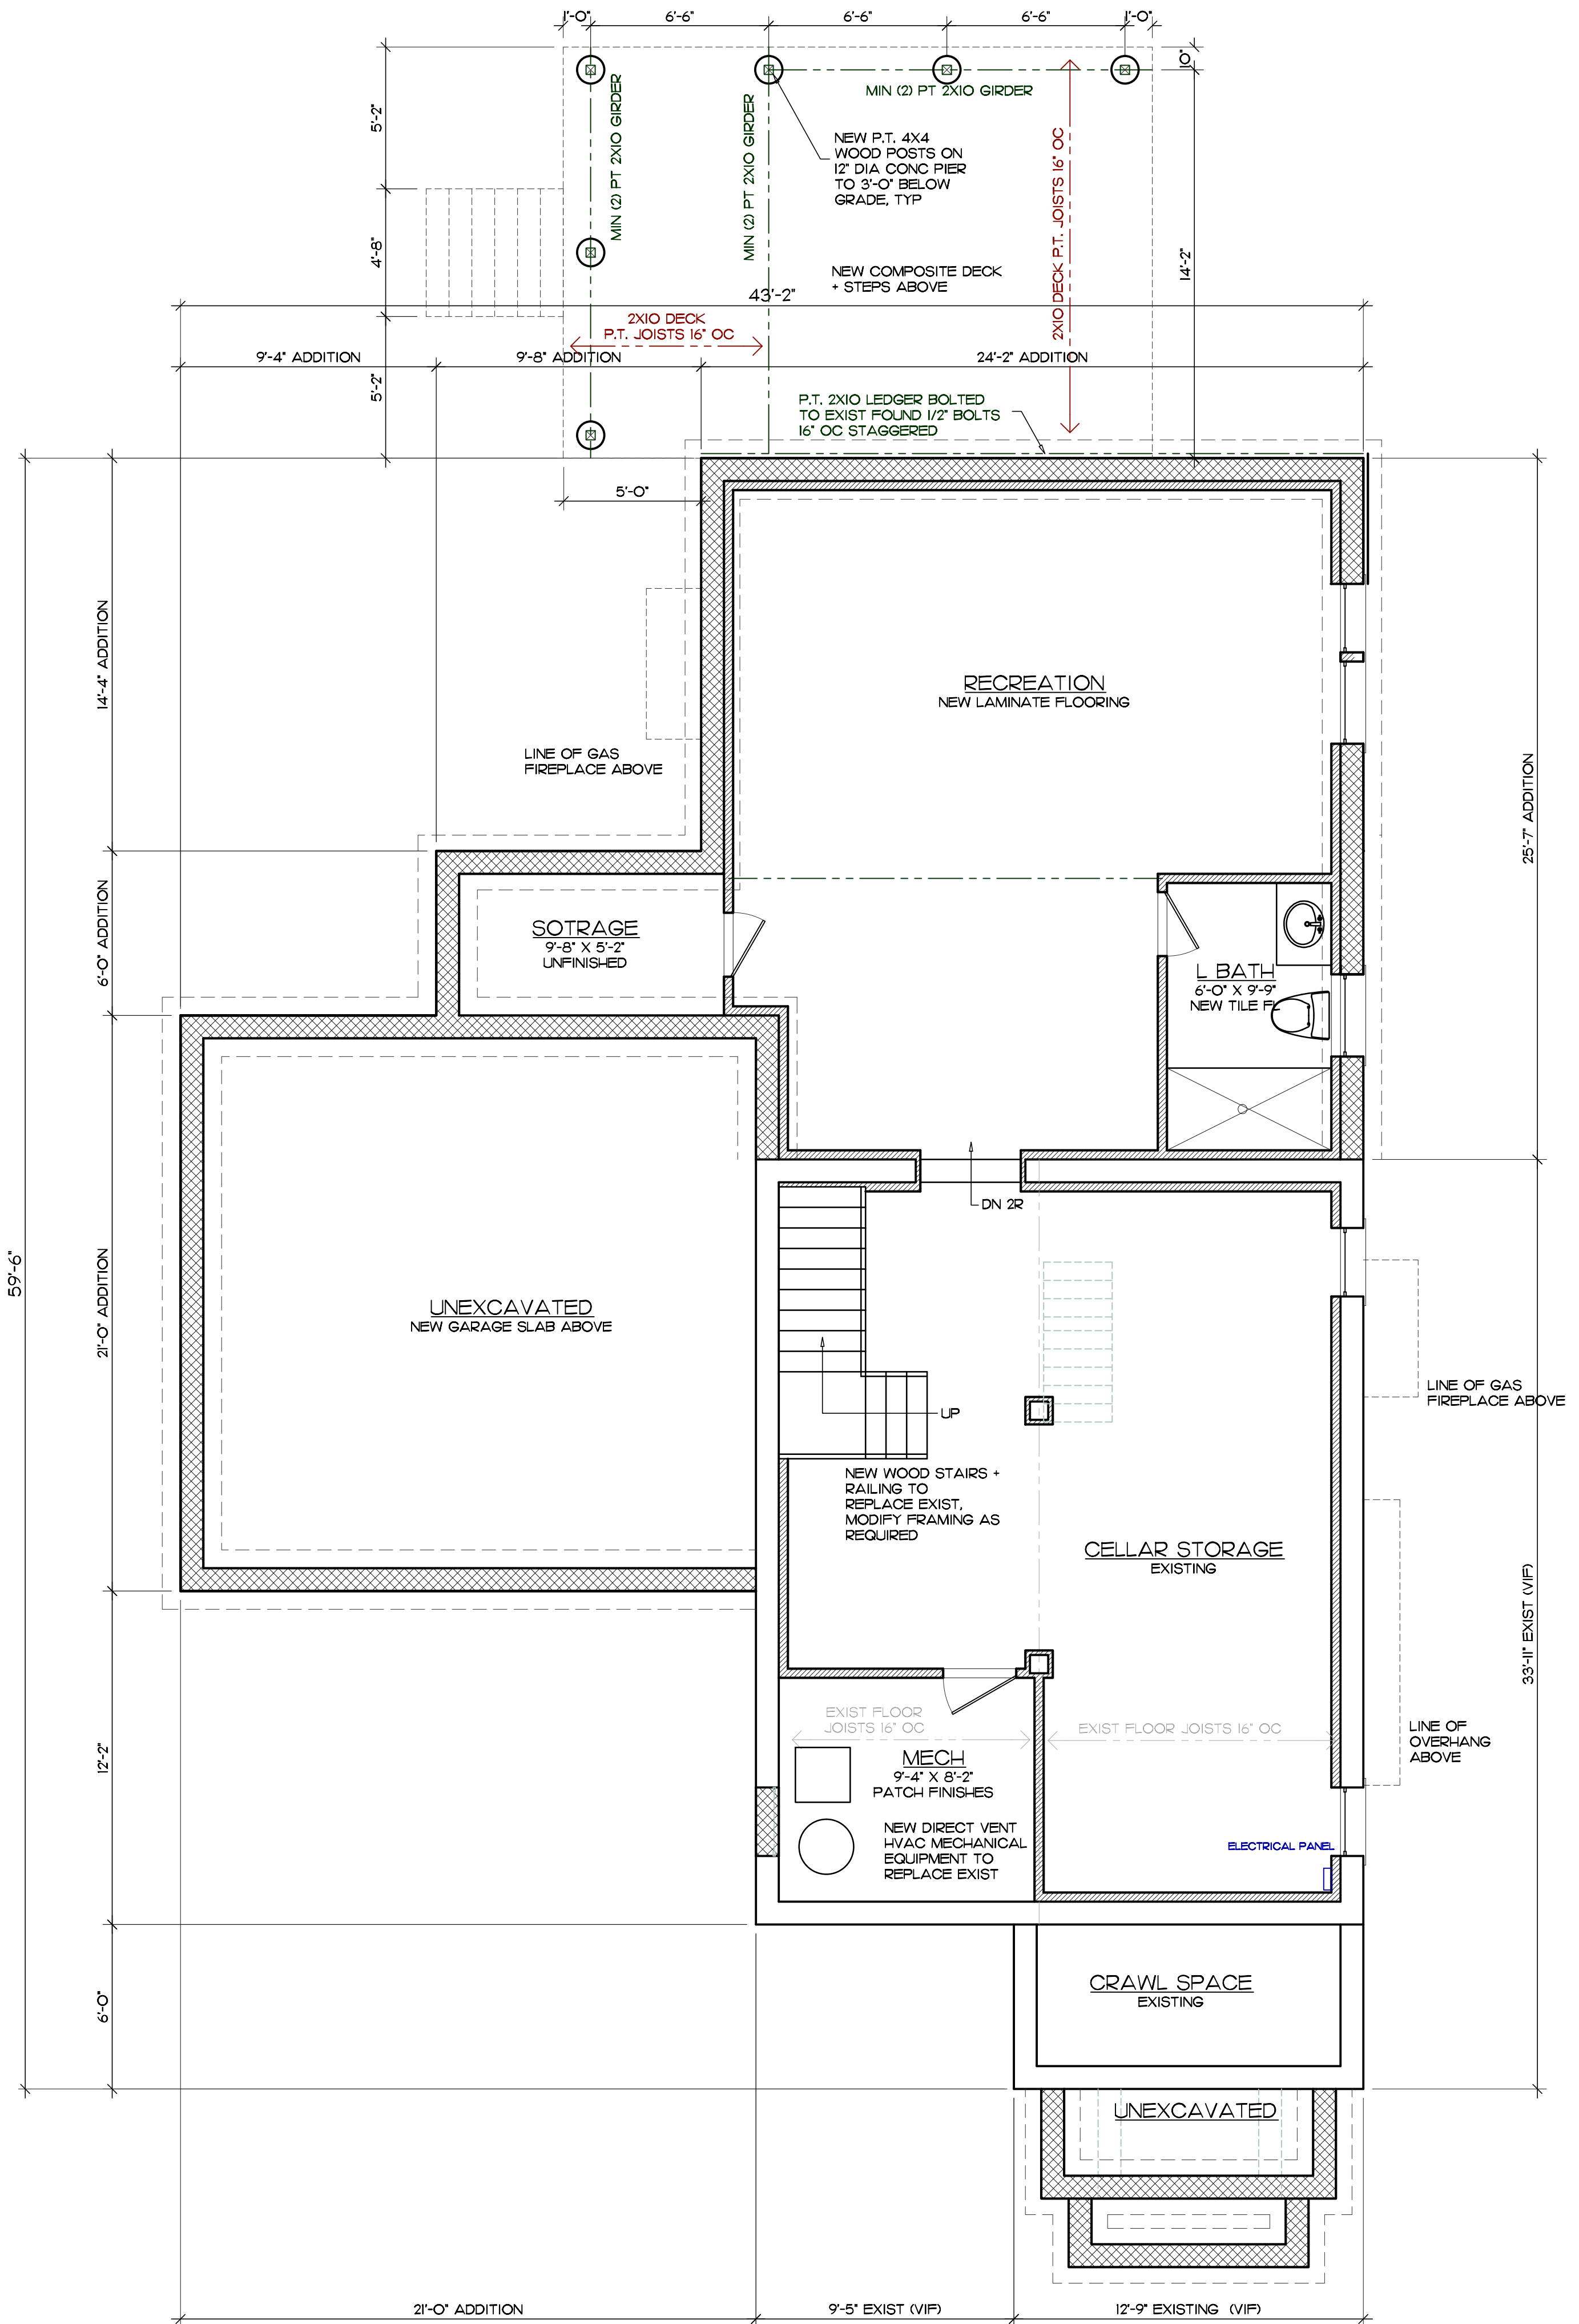 1'-0"
6'-6"
6'-6"
6'-6"
1'-0"
10"
5'-2"
MIN (2) PT 2X10 GIRDER
MIN (2) PT 2X10 GIRDER
MIN (2) PT 2X10 GIRDER
NEW P.T. 4X4
WOOD POSTS ON
12" DIA CONC PIER
TO 3'-0" BELOW
GRADE, TYP
2X10 DECK P.T. JOISTS 16" OC
4'-8"
14'-2"
NEW COMPOSITE DECK
+ STEPS ABOVE
43'-2"
2X10 DECK
P.T. JOISTS 16" OC
9'-4" ADDITION
9'-8" ADDITION
24'-2" ADDITION
5'-2"
P.T. 2X10 LEDGER BOLTED
TO EXIST FOUND 1/2" BOLTS
16" OC STAGGERED
5'-0"
14'-4" ADDITION
RECREATION
NEW LAMINATE FLOORING
LINE OF GAS
FIREPLACE ABOVE
25'-7" ADDITION
6'-0" ADDITION
SOTRAGE
9'-8" X 5'-2"
UNFINISHED
L BATH
6'-0" X 9'-9"
NEW TILE FL
DN 2R
59'-6"
21'-0" ADDITION
UNEXCAVATED
NEW GARAGE SLAB ABOVE
LINE OF GAS
FIREPLACE ABOVE
UP
NEW WOOD STAIRS +
RAILING TO
REPLACE EXIST,
MODIFY FRAMING AS
REQUIRED
CELLAR STORAGE
EXISTING
33'-11" EXIST (VIF)
12'-2"
EXIST FLOOR
JOISTS 16" OC
EXIST FLOOR JOISTS 16" OC
LINE OF
OVERHANG
ABOVE
MECH
9'-4" X 8'-2"
PATCH FINISHES
NEW DIRECT VENT
HVAC MECHANICAL
EQUIPMENT TO
REPLACE EXIST
ELECTRICAL PANEL
6'-0"
CRAWL SPACE
EXISTING
UNEXCAVATED
21'-0" ADDITION
9'-5" EXIST (VIF)
12'-9" EXISTING (VIF)